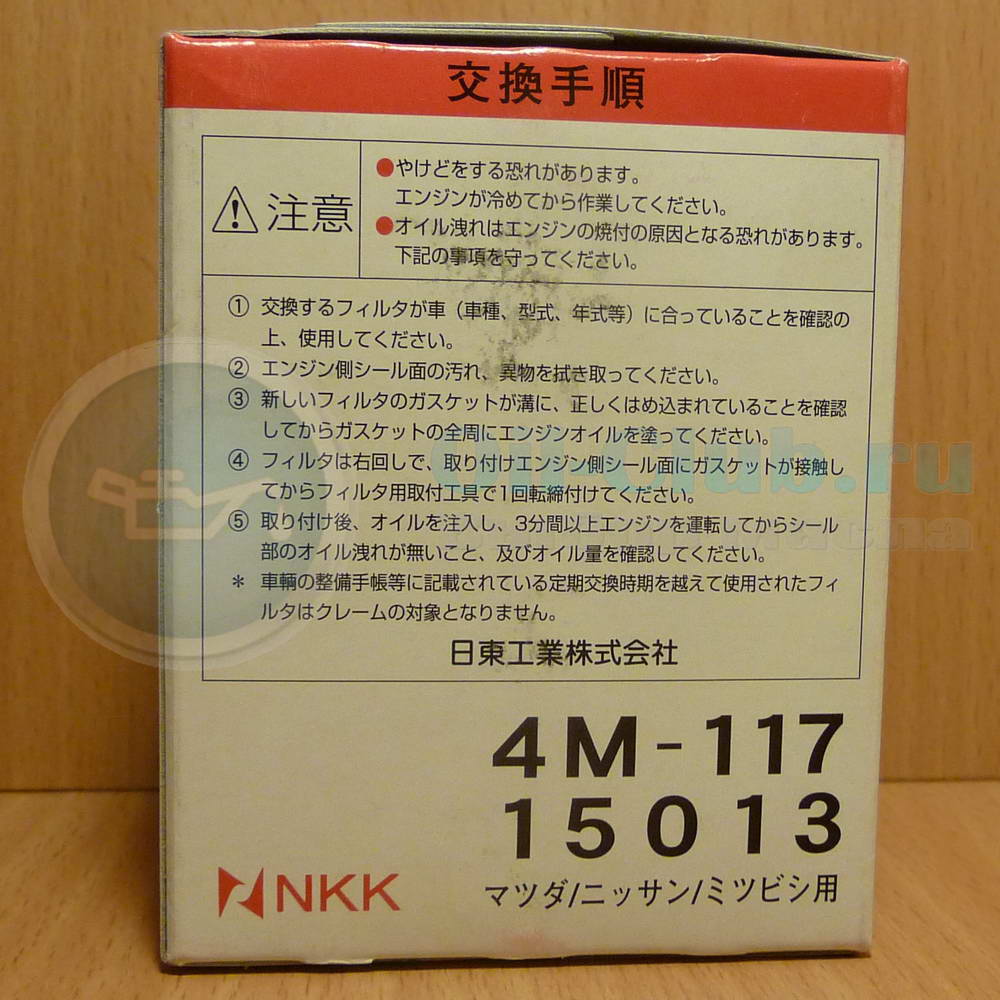 交換手順
注意
●やけどをする恐れがあります。
エンジンが冷めてから作業してください。
●オイル洩れはエンジンの焼付の原因となる恐れがあります。
下記の事項を守ってください。
① 交換するフィルタが車（車種、型式、年式等）に合っていることを確認の
上、使用してください。
② エンジン側シール面の汚れ、異物を拭き取ってください。
③ 新しいフィルタのガスケットが溝に、正しくはめ込まれていることを確認
してからガスケットの全周にエンジンオイルを塗ってください。
④ フィルタは右回しで、取り付けエンジン側シール面にガスケットが接触し
てからフィルタ用取付工具で1回転締付けてください。
⑤ 取り付け後、オイルを注入し、3分間以上エンジンを運転してからシール
部のオイル洩れが無いこと、及びオイル量を確認してください。
＊ 車輌の整備手帳等に記載されている定期交換時期を越えて使用されたフィ
ルタはクレームの対象となりません。
日東工業株式会社
4M-117
15013
NKK
マツダ/ニッサン/ミツビシ用